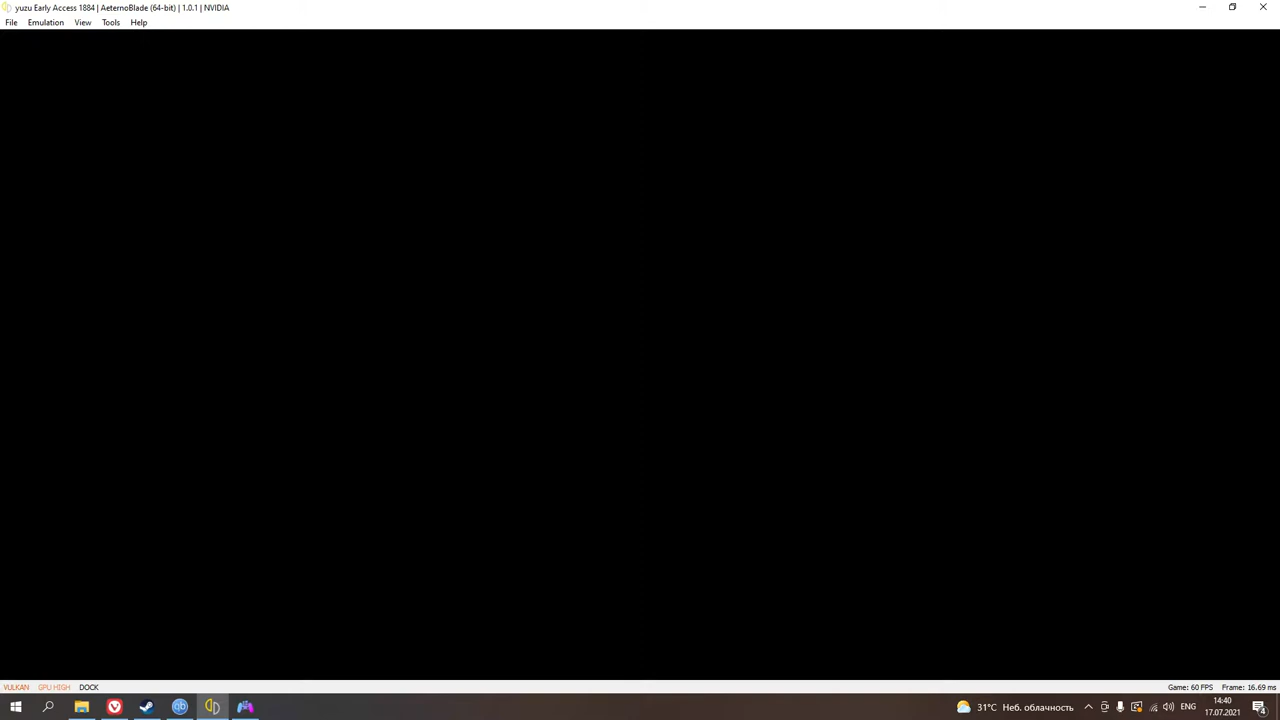 yuzu Early Access 1884 | AeternoBlade (64-bit) | 1.0.1 | NVIDIA
File Emulation View Tools Help
VULKAN GPU HIGH DOCK Game: 60 FPS Frame: 16.69 ms
31°C Неб. облачность ENG 14:40
17.07.2021 4